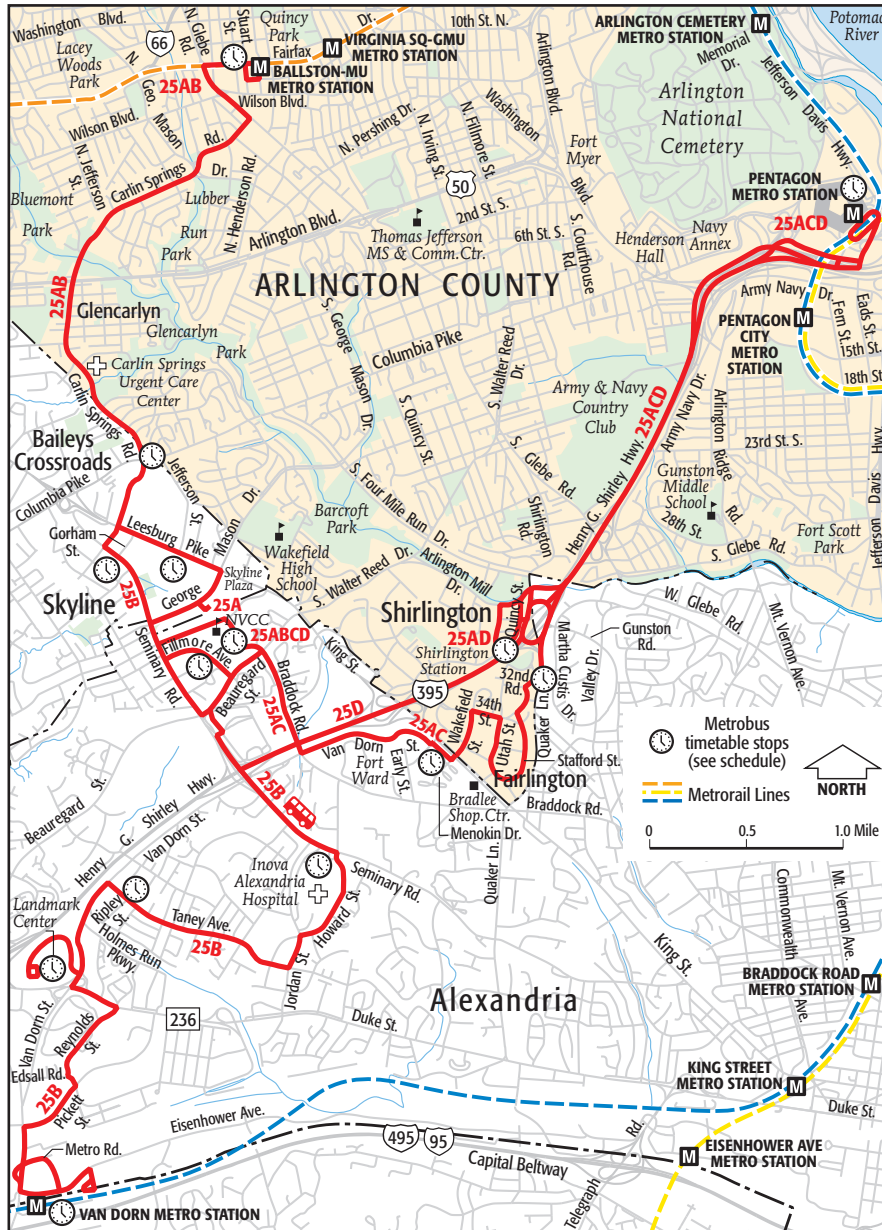 Washington Blvd.
66
N. Glebe
Rd.
Stuart
St.
Quincy
Park
Fairfax
Dr.
10th St. N.
VIRGINIA SQ-GMU
METRO STATION
ARLINGTON CEMETERY
METRO STATION
Potomac
River
Lacey
Woods
Park
25AB
BALLSTON-MU
METRO STATION
Wilson Blvd.
Arlington Blvd.
Memorial
Dr.
Jefferson Davis Hwy.
N. Geo. Mason
Dr.
Wilson Blvd.
N. Jefferson
St.
Carlin Springs
Rd.
N. Pershing Dr.
N. Irving St.
N. Fillmore St.
Washington
Blvd.
Arlington
National
Cemetery
Fort
Myer
50
2nd St. S.
PENTAGON
METRO STATION
25ACD
Bluemont
Park
Lubber
Run
Park
N. Henderson Rd.
Arlington Blvd.
Thomas Jefferson
MS & Comm.Ctr.
6th St. S.
S. Courthouse
Rd.
Henderson
Hall
Navy
Annex
ARLINGTON COUNTY
25AB
Glencarlyn
Glencarlyn
Park
Carlin Springs
Urgent Care
Center
S. George
Mason
Dr.
Columbia Pike
S. Walter Reed
Dr.
S. Quincy St.
Army Navy Dr.
Fern St.
Eads St.
15th St.
18th St.
PENTAGON
CITY
METRO
STATION
Army & Navy
Country
Club
25ACD
Army Navy Dr.
Arlington
Ridge
Rd.
23rd St. S.
Gunston
Middle
School
28th St.
Fort Scott
Park
Jefferson Davis Hwy
S. Glebe Rd.
Carlin Springs Rd
Baileys
Crossroads
Columbia Pike
Jefferson
St.
S. Glebe
Rd.
Shirlington
Rd.
Henry G. Shirley Hwy.
S. Four Mile Run Dr.
Barcroft
Park
Gorham
St.
Leesburg Pike
George
Mason
Dr.
Skyline
Plaza
Wakefield
High
School
S. Walter Reed Dr.
Arlington Mill
Dr.
Skyline
25B
25A
NVCC
25ABCD
Fillmore Ave.
Seminary Rd.
Beauregard
St.
Braddock Rd.
25AC
King St.
Shirlington
25AD
Quincy St.
Shirlington
Station
W. Glebe Rd.
Mt. Vernon Ave.
Gunston
Rd.
Valley Dr.
Martha Custis
Dr.
32nd
Rd.
395
25D
34th
St.
Wakefield
St.
Utah St.
Quaker Ln.
Stafford St.
25AC
Van Dorn St.
Fort
Ward
Early St.
Fairlington
Bradlee
Shop.Ctr.
Menokin Dr.
Braddock Rd.
Quaker Ln.
Metrobus
timetable stops
(see schedule)
Metrorail Lines
NORTH
0
0.5
1.0 Mile
Beauregard St.
Henry G. Shirley Hwy.
Van Dorn St.
25B
Inova
Alexandria
Hospital
Seminary Rd.
Howard St.
Landmark
Center
Ripley
St.
Holmes Run
Pkwy.
Taney Ave.
25B
Jordan St.
Commonwealth
Ave.
Mt. Vernon Ave.
King St.
BRADDOCK ROAD
METRO STATION
Alexandria
236
Duke St.
Van Dorn St.
Reynolds
St.
Edsall Rd.
25B
Pickett
St.
KING STREET
METRO STATION
Duke St.
Eisenhower Ave.
495
95
Capital Beltway
Telegraph
Rd.
EISENHOWER AVE
METRO STATION
Metro Rd.
VAN DORN METRO STATION